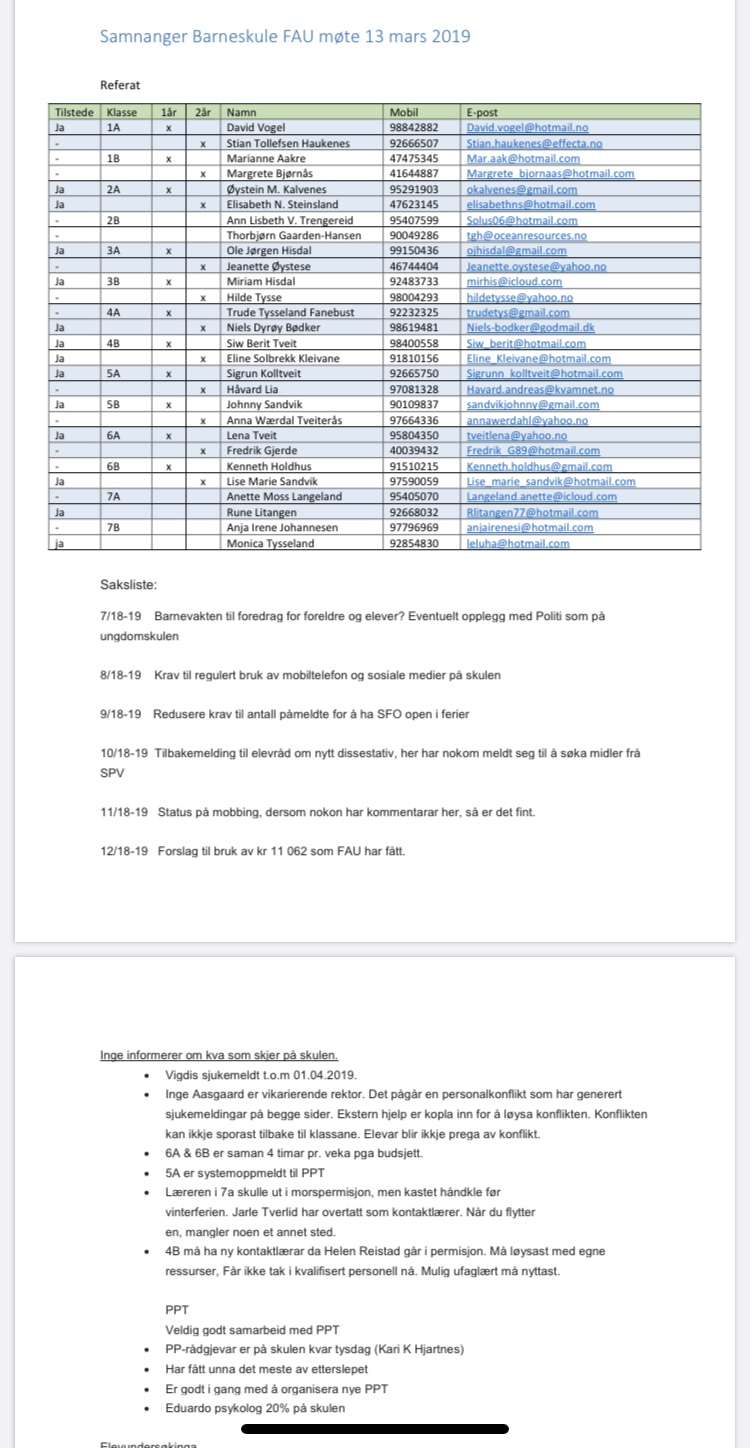 Samnanger Barneskule FAU møte 13 mars 2019
Referat
Tilstede Klasse 1år 2år Namn Mobil E-post
Ja 1A x David Vogel 98842882 David.vogel@hotmail.no
- x Stian Tollefsen Haukenes 92666507 Stian.haukenes@effecta.no
- 1B x Marianne Aakre 47475345 Mar.aak@hotmail.com
- x Margrete Bjørnås 41644887 Margrete_bjornaas@hotmail.com
Ja 2A x Øystein M. Kalvenes 95291903 okalvenes@gmail.com
Ja x Elisabeth N. Steinsland 47623145 elisabethns@hotmail.com
- 2B Ann Lisbeth V. Trengereid 95407599 Solus06@hotmail.com
- Thorbjørn Gaarden-Hansen 90049286 tgh@oceanresources.no
Ja 3A x Ole Jørgen Hisdal 99150436 ojhisdal@gmail.com
- x Jeanette Øystese 46744404 Jeanette.oystese@yahoo.no
Ja 3B x Miriam Hisdal 92483733 mirhis@icloud.com
- x Hilde Tysse 98004293 hildetysse@yahoo.no
- 4A x Trude Tysseland Fanebust 92232325 trudetys@gmail.com
Ja x Niels Dyrøy Bødker 98619481 Niels-bodker@godmail.dk
Ja 4B x Siw Berit Tveit 98400558 Siw_berit@hotmail.com
Ja x Eline Solbrekk Kleivane 91810156 Eline_Kleivane@hotmail.com
Ja 5A x Sigrun Kolltveit 92665750 Sigrunn_kolltveit@hotmail.com
- x Håvard Lia 97081328 Havard.andreas@kvamnet.no
Ja 5B x Johnny Sandvik 90109837 sandvikjohnny@gmail.com
- x Anna Wærdal Tveiterås 97664336 annawerdahl@yahoo.no
Ja 6A x Lena Tveit 95804350 tveitlena@yahoo.no
- x Fredrik Gjerde 40039432 Fredrik_G89@hotmail.com
- 6B x Kenneth Holdhus 91510215 Kenneth.holdhus@gmail.com
Ja x Lise Marie Sandvik 97590059 Lise_marie_sandvik@hotmail.com
- 7A Anette Moss Langeland 95405070 Langeland.anette@icloud.com
Ja Rune Litangen 92668032 Rlitangen77@hotmail.com
- 7B Anja Irene Johannesen 97796969 anjairenesi@hotmail.com
ja Monica Tysseland 92854830 leluha@hotmail.com
Saksliste:
7/18-19 Barnevakten til foredrag for foreldre og elever? Eventuelt opplegg med Politi som på
ungdomskulen
8/18-19 Krav til regulert bruk av mobiltelefon og sosiale medier på skulen
9/18-19 Redusere krav til antall påmeldte for å ha SFO open i ferier
10/18-19 Tilbakemelding til elevråd om nytt dissestativ, her har nokom meldt seg til å søka midler frå
SPV
11/18-19 Status på mobbing, dersom nokon har kommentarar her, så er det fint.
12/18-19 Forslag til bruk av kr 11 062 som FAU har fått.
Inge informerer om kva som skjer på skulen.
• Vigdis sjukemeldt t.o.m 01.04.2019.
• Inge Aasgaard er vikarierende rektor. Det pågår en personalkonflikt som har generert
sjukemeldingar på begge sider. Ekstern hjelp er kopla inn for å løysa konflikten. Konflikten
kan ikkje sporast tilbake til klassane. Elevar blir ikkje prega av konflikt.
• 6A & 6B er saman 4 timar pr. veka pga budsjett.
• 5A er systemoppmeldt til PPT
• Læreren i 7a skulle ut i morspermisjon, men kastet håndkle før
vinterferien. Jarle Tverlid har overtatt som kontaktlærer. Når du flytter
en, mangler noen et annet sted.
• 4B må ha ny kontaktlærar da Helen Reistad går i permisjon. Må løysast med egne
ressurser, Får ikke tak i kvalifisert personell nå. Mulig ufaglært må nyttast.
PPT
Veldig godt samarbeid med PPT
• PP-rådgjevar er på skulen kvar tysdag (Kari K Hjartnes)
• Har fått unna det meste av etterslepet
• Er godt i gang med å organisera nye PPT
• Eduardo psykolog 20% på skulen
Elevundersøkinga